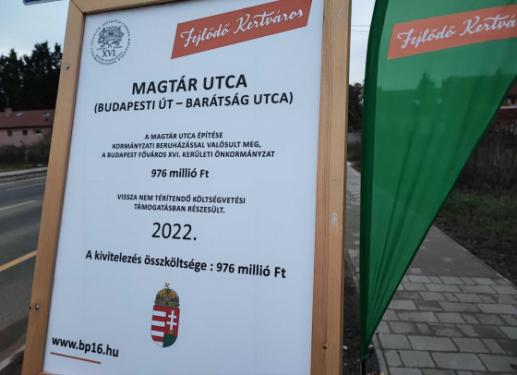 XVI.
Fejlődő Kertváros
Fejlődő Kertváros
MAGTÁR UTCA
(BUDAPESTI ÚT – BARÁTSÁG UTCA)
A MAGTÁR UTCA ÉPÍTÉSE
KORMÁNYZATI BERUHÁZÁSSAL VALÓSULT MEG,
A BUDAPEST FŐVÁROS XVI. KERÜLETI ÖNKORMÁNYZAT
976 millió Ft
VISSZA NEM TÉRÍTENDŐ KÖLTSÉGVETÉSI
TÁMOGATÁSBAN RÉSZESÜLT.
2022.
A kivitelezés összköltsége : 976 millió Ft
www.bp16.hu